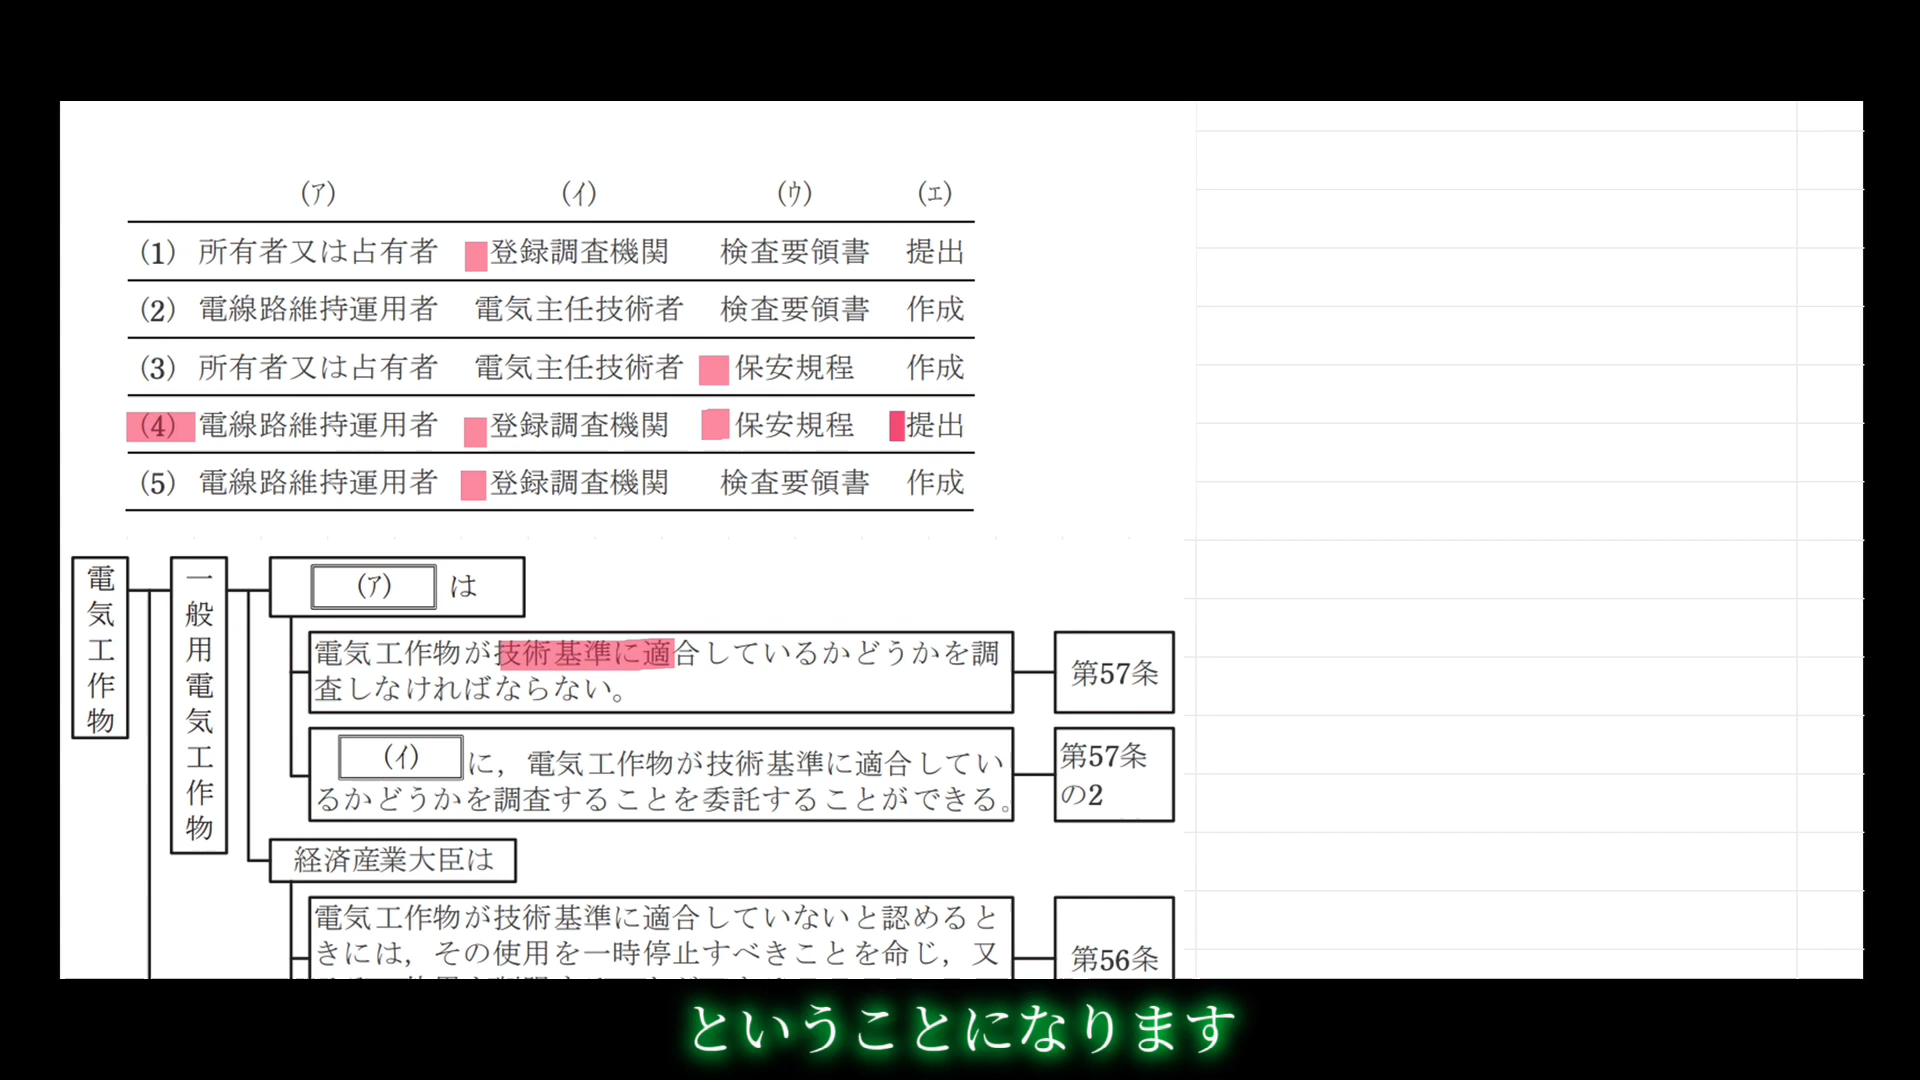 (ア) (イ) (ウ) (エ)
(1) 所有者又は占有者 登録調査機関 検査要領書 提出
(2) 電線路維持運用者 電気主任技術者 検査要領書 作成
(3) 所有者又は占有者 電気主任技術者 保安規程 作成
(4) 電線路維持運用者 登録調査機関 保安規程 提出
(5) 電線路維持運用者 登録調査機関 検査要領書 作成
電気工作物
一般用電気工作物
(ア) は
電気工作物が技術基準に適合しているかどうかを調
査しなければならない。
第57条
(イ) に，電気工作物が技術基準に適合してい
るかどうかを調査することを委託することができる。
第57条
の2
経済産業大臣は
電気工作物が技術基準に適合していないと認めると
きには，その使用を一時停止すべきことを命じ，又
第56条
ということになります